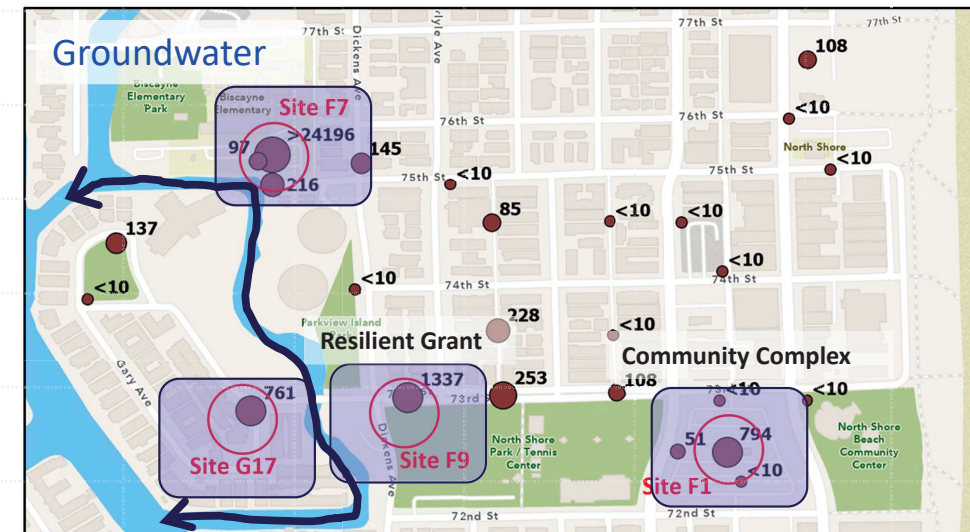 Groundwater
77th St
Dickens Ave
rlyle Ave
77th St
108
Biscayne
Elementary
Park
Biscayne
Elementary
Site F7
>24196
97
216
145
76th St
76th St
<10
North Shore
<10
75th St
<10
75th St
137
85
<10
<10
<10
<10
74th St
<10
74th St
Parkview Island
228
<10
Resilient Grant
Community Complex
Gary Ave
761
1337
253
108
<10
<10
73rd
Site G17
Site F9
Dickens Ave
North Shore
Park / Tennis
Center
51
794
<10
Site F1
North Shore
Beach
Community
Center
72nd St
72nd St